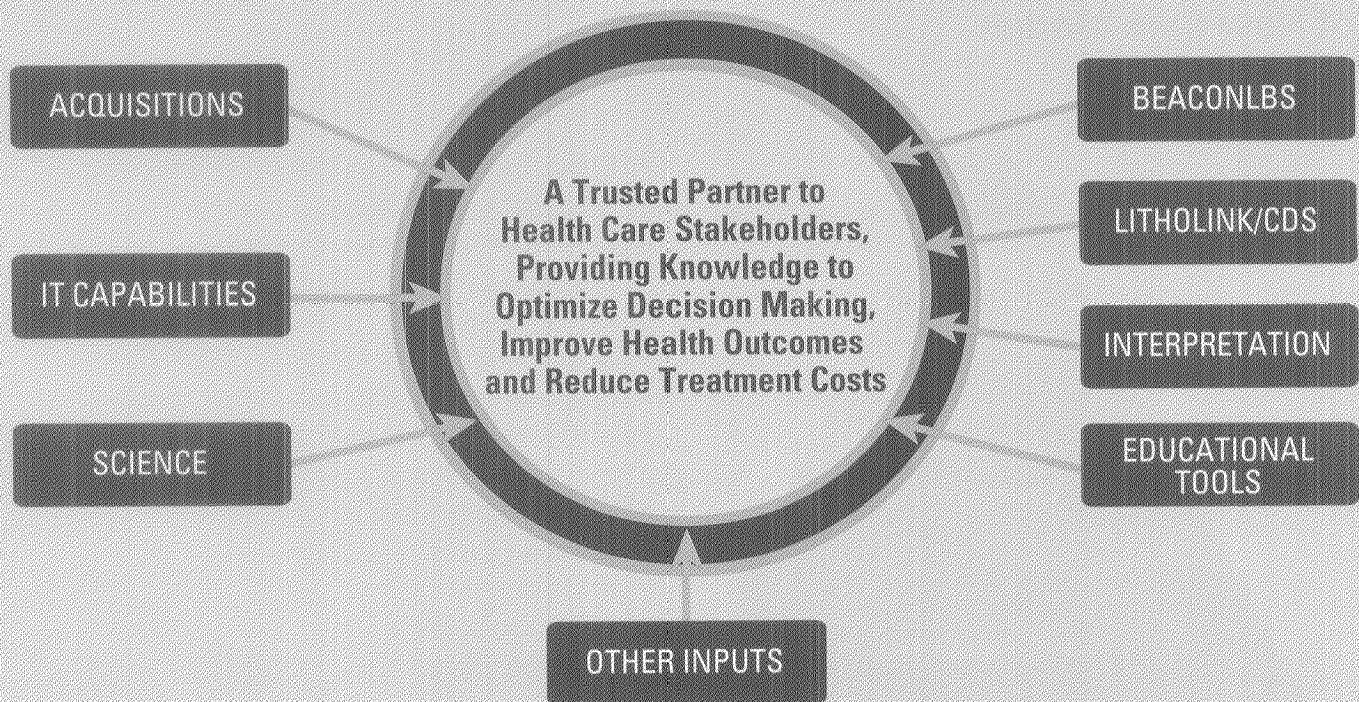 ACQUISITIONS
IT CAPABILITIES
SCIENCE
A Trusted Partner to
Health Care Stakeholders,
Providing Knowledge to
Optimize Decision Making,
Improve Health Outcomes
and Reduce Treatment Costs
BEACONLBS
LITHOLINK/CDS
INTERPRETATION
EDUCATIONAL
TOOLS
OTHER INPUTS